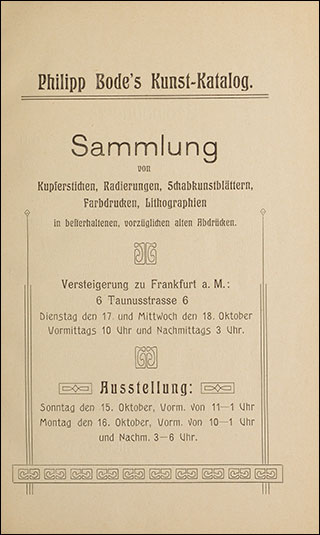 Philipp Bode's Kunst-Katalog.
Sammlung
von
Kupferstichen, Radierungen, Schabkunstblättern,
Farbdrucken, Lithographien
in besterhaltenen, vorzüglichen alten Abdrücken.
Versteigerung zu Frankfurt a. M.:
6 Taunusstrasse 6
Dienstag den 17. und Mittwoch den 18. Oktober
Vormittags 10 Uhr und Nachmittags 3 Uhr.
Ausstellung:
Sonntag den 15. Oktober, Vorm. von 11—1 Uhr
Montag den 16. Oktober, Vorm. von 10—1 Uhr
und Nachm. 3—6 Uhr.